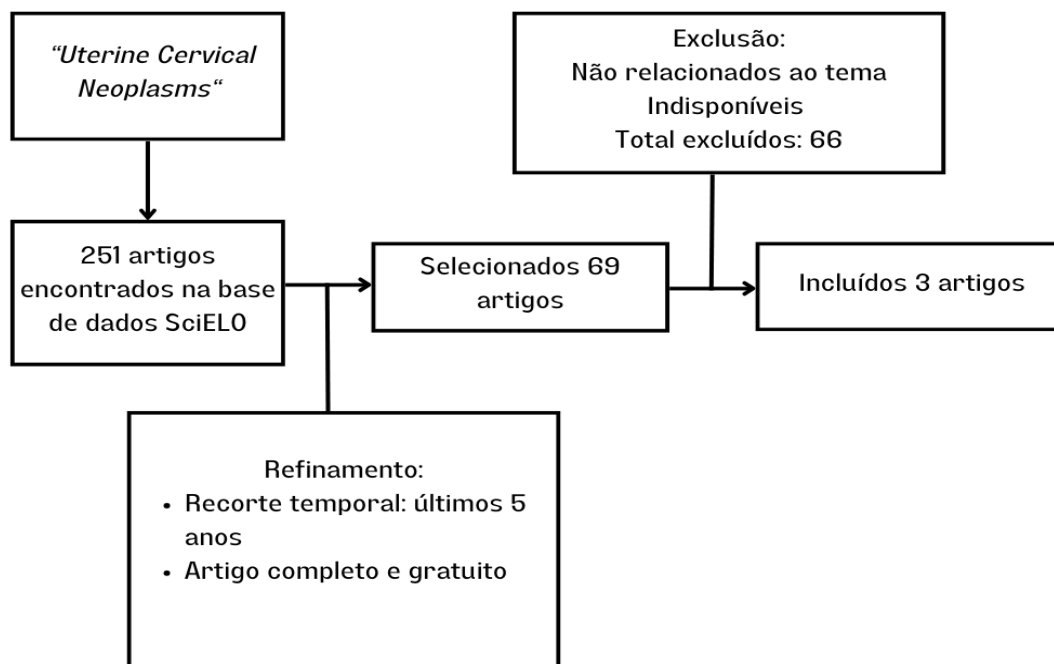 “Uterine Cervical
Neoplasms“
251 artigos
encontrados na base
de dados SciELO
Refinamento:
• Recorte temporal: últimos 5
anos
• Artigo completo e gratuito
Selecionados 69
artigos
Exclusão:
Não relacionados ao tema
Indisponíveis
Total excluídos: 66
Incluídos 3 artigos